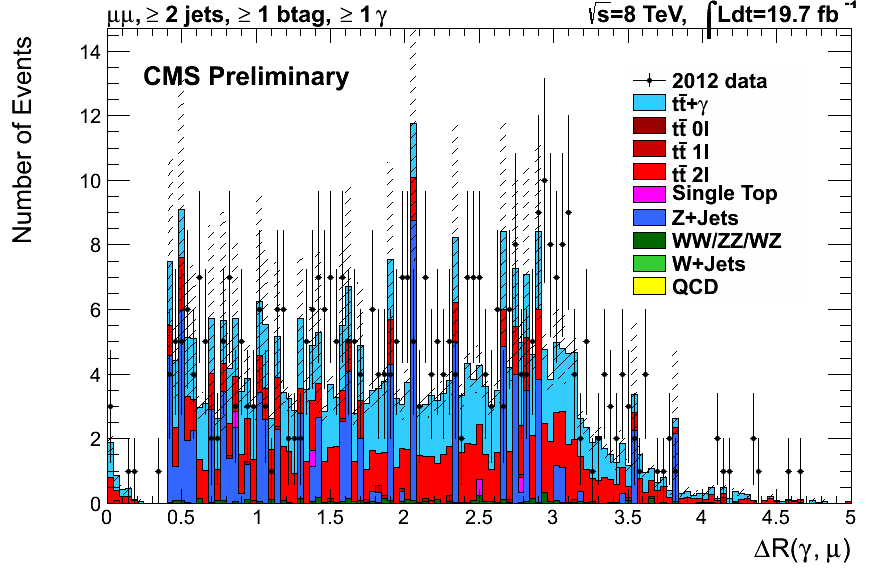 μμ, ≥ 2 jets, ≥ 1 btag, ≥ 1 γ √s=8 TeV, ∫Ldt=19.7 fb⁻¹
CMS Preliminary
2012 data
tt̄+γ
tt̄ 0l
tt̄ 1l
tt̄ 2l
Single Top
Z+Jets
WW/ZZ/WZ
W+Jets
QCD
Number of Events
14
12
10
8
6
4
2
0
0 0.5 1 1.5 2 2.5 3 3.5 4 4.5 5
ΔR(γ, μ)